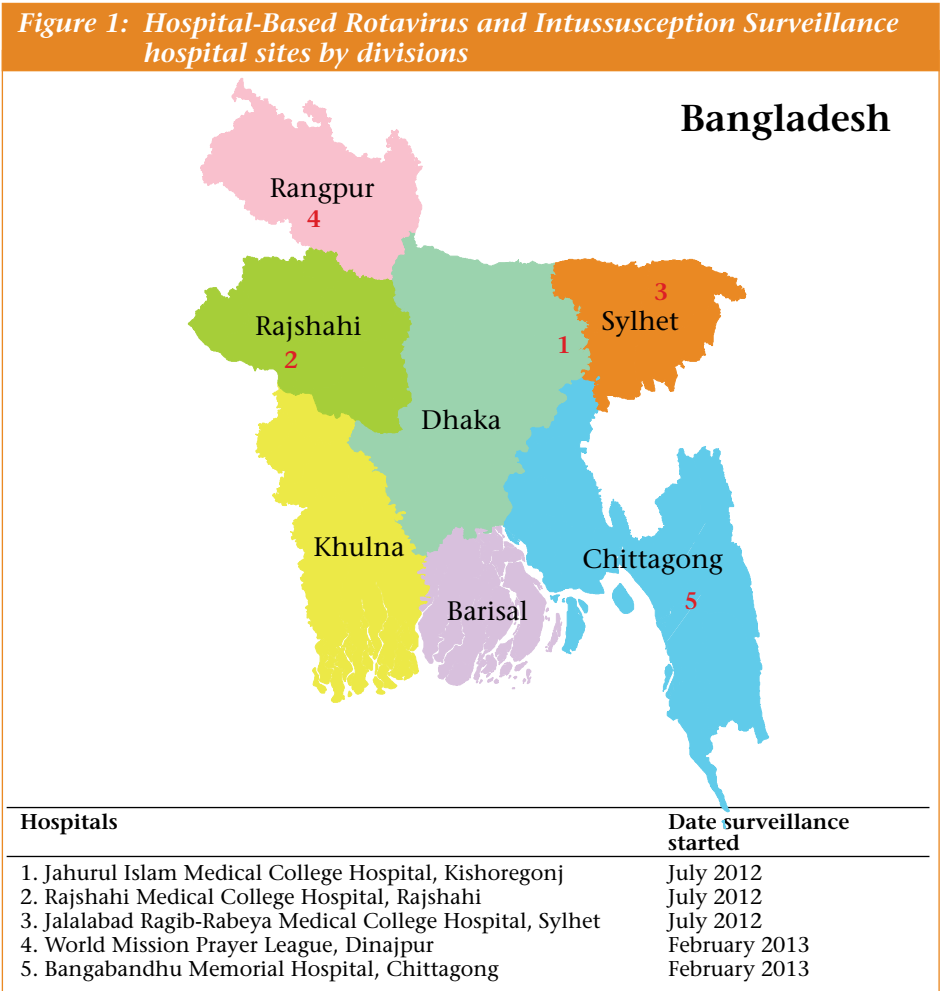 Figure 1: Hospital-Based Rotavirus and Intussusception Surveillance
hospital sites by divisions
Bangladesh
Rangpur
4
3
Sylhet
Rajshahi
2
1
Dhaka
Khulna
Chittagong
5
Barisal
Hospitals Date surveillance
started
1. Jahurul Islam Medical College Hospital, Kishoregonj July 2012
2. Rajshahi Medical College Hospital, Rajshahi July 2012
3. Jalalabad Ragib-Rabeya Medical College Hospital, Sylhet July 2012
4. World Mission Prayer League, Dinajpur February 2013
5. Bangabandhu Memorial Hospital, Chittagong February 2013